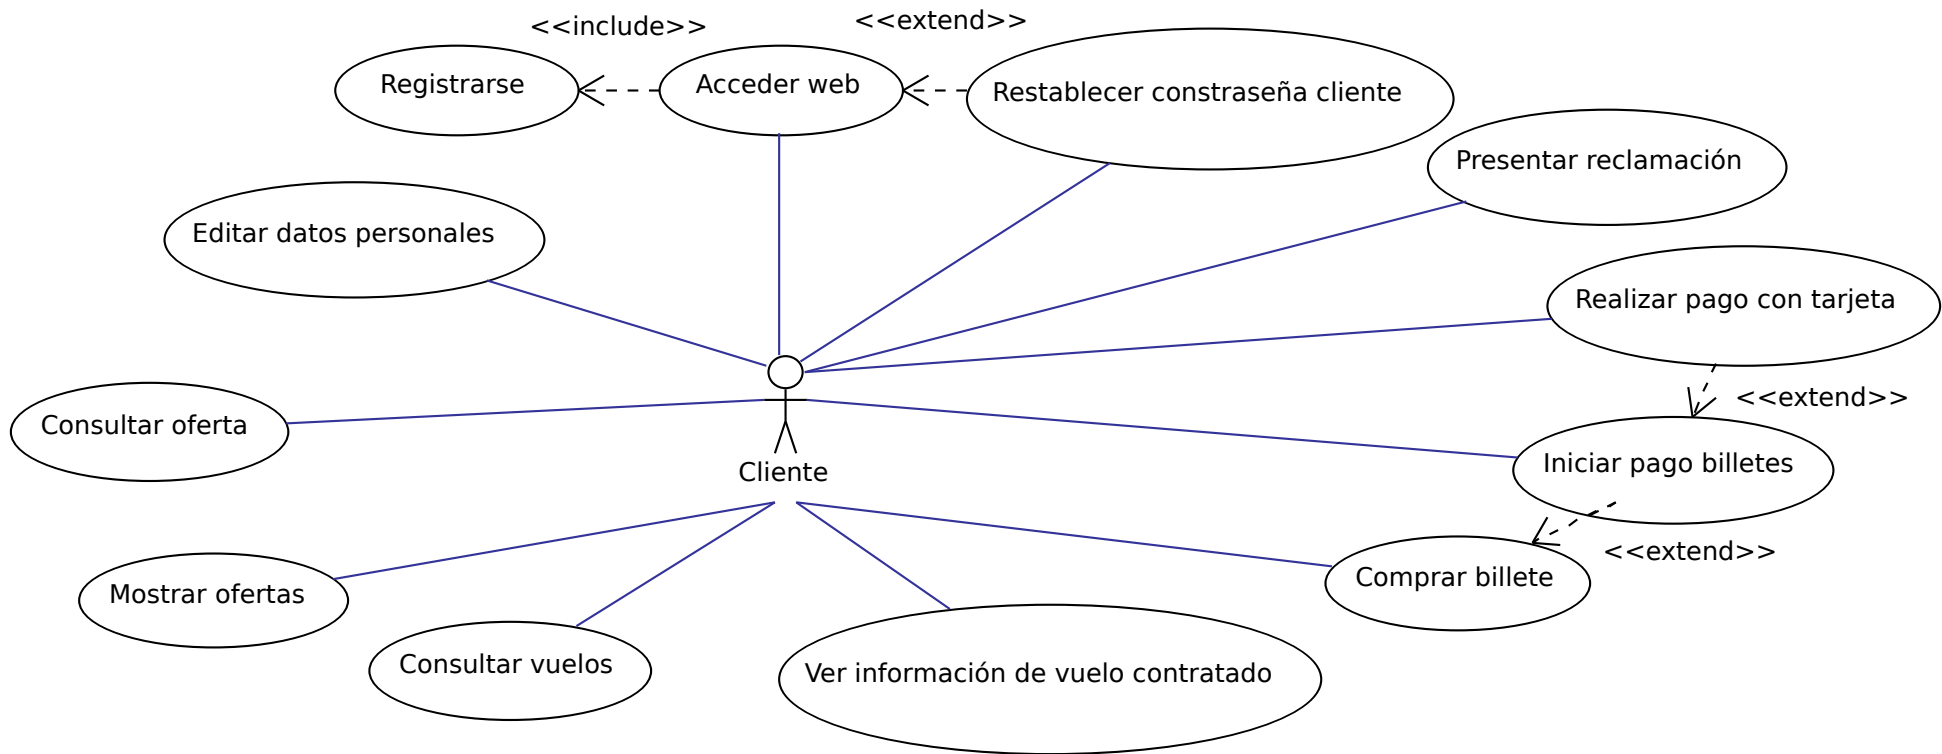 <<include>>
<<extend>>
Registrarse
Acceder web
Restablecer constraseña cliente
Presentar reclamación
Editar datos personales
Realizar pago con tarjeta
<<extend>>
Consultar oferta
Cliente
Iniciar pago billetes
<<extend>>
Comprar billete
Mostrar ofertas
Consultar vuelos
Ver información de vuelo contratado